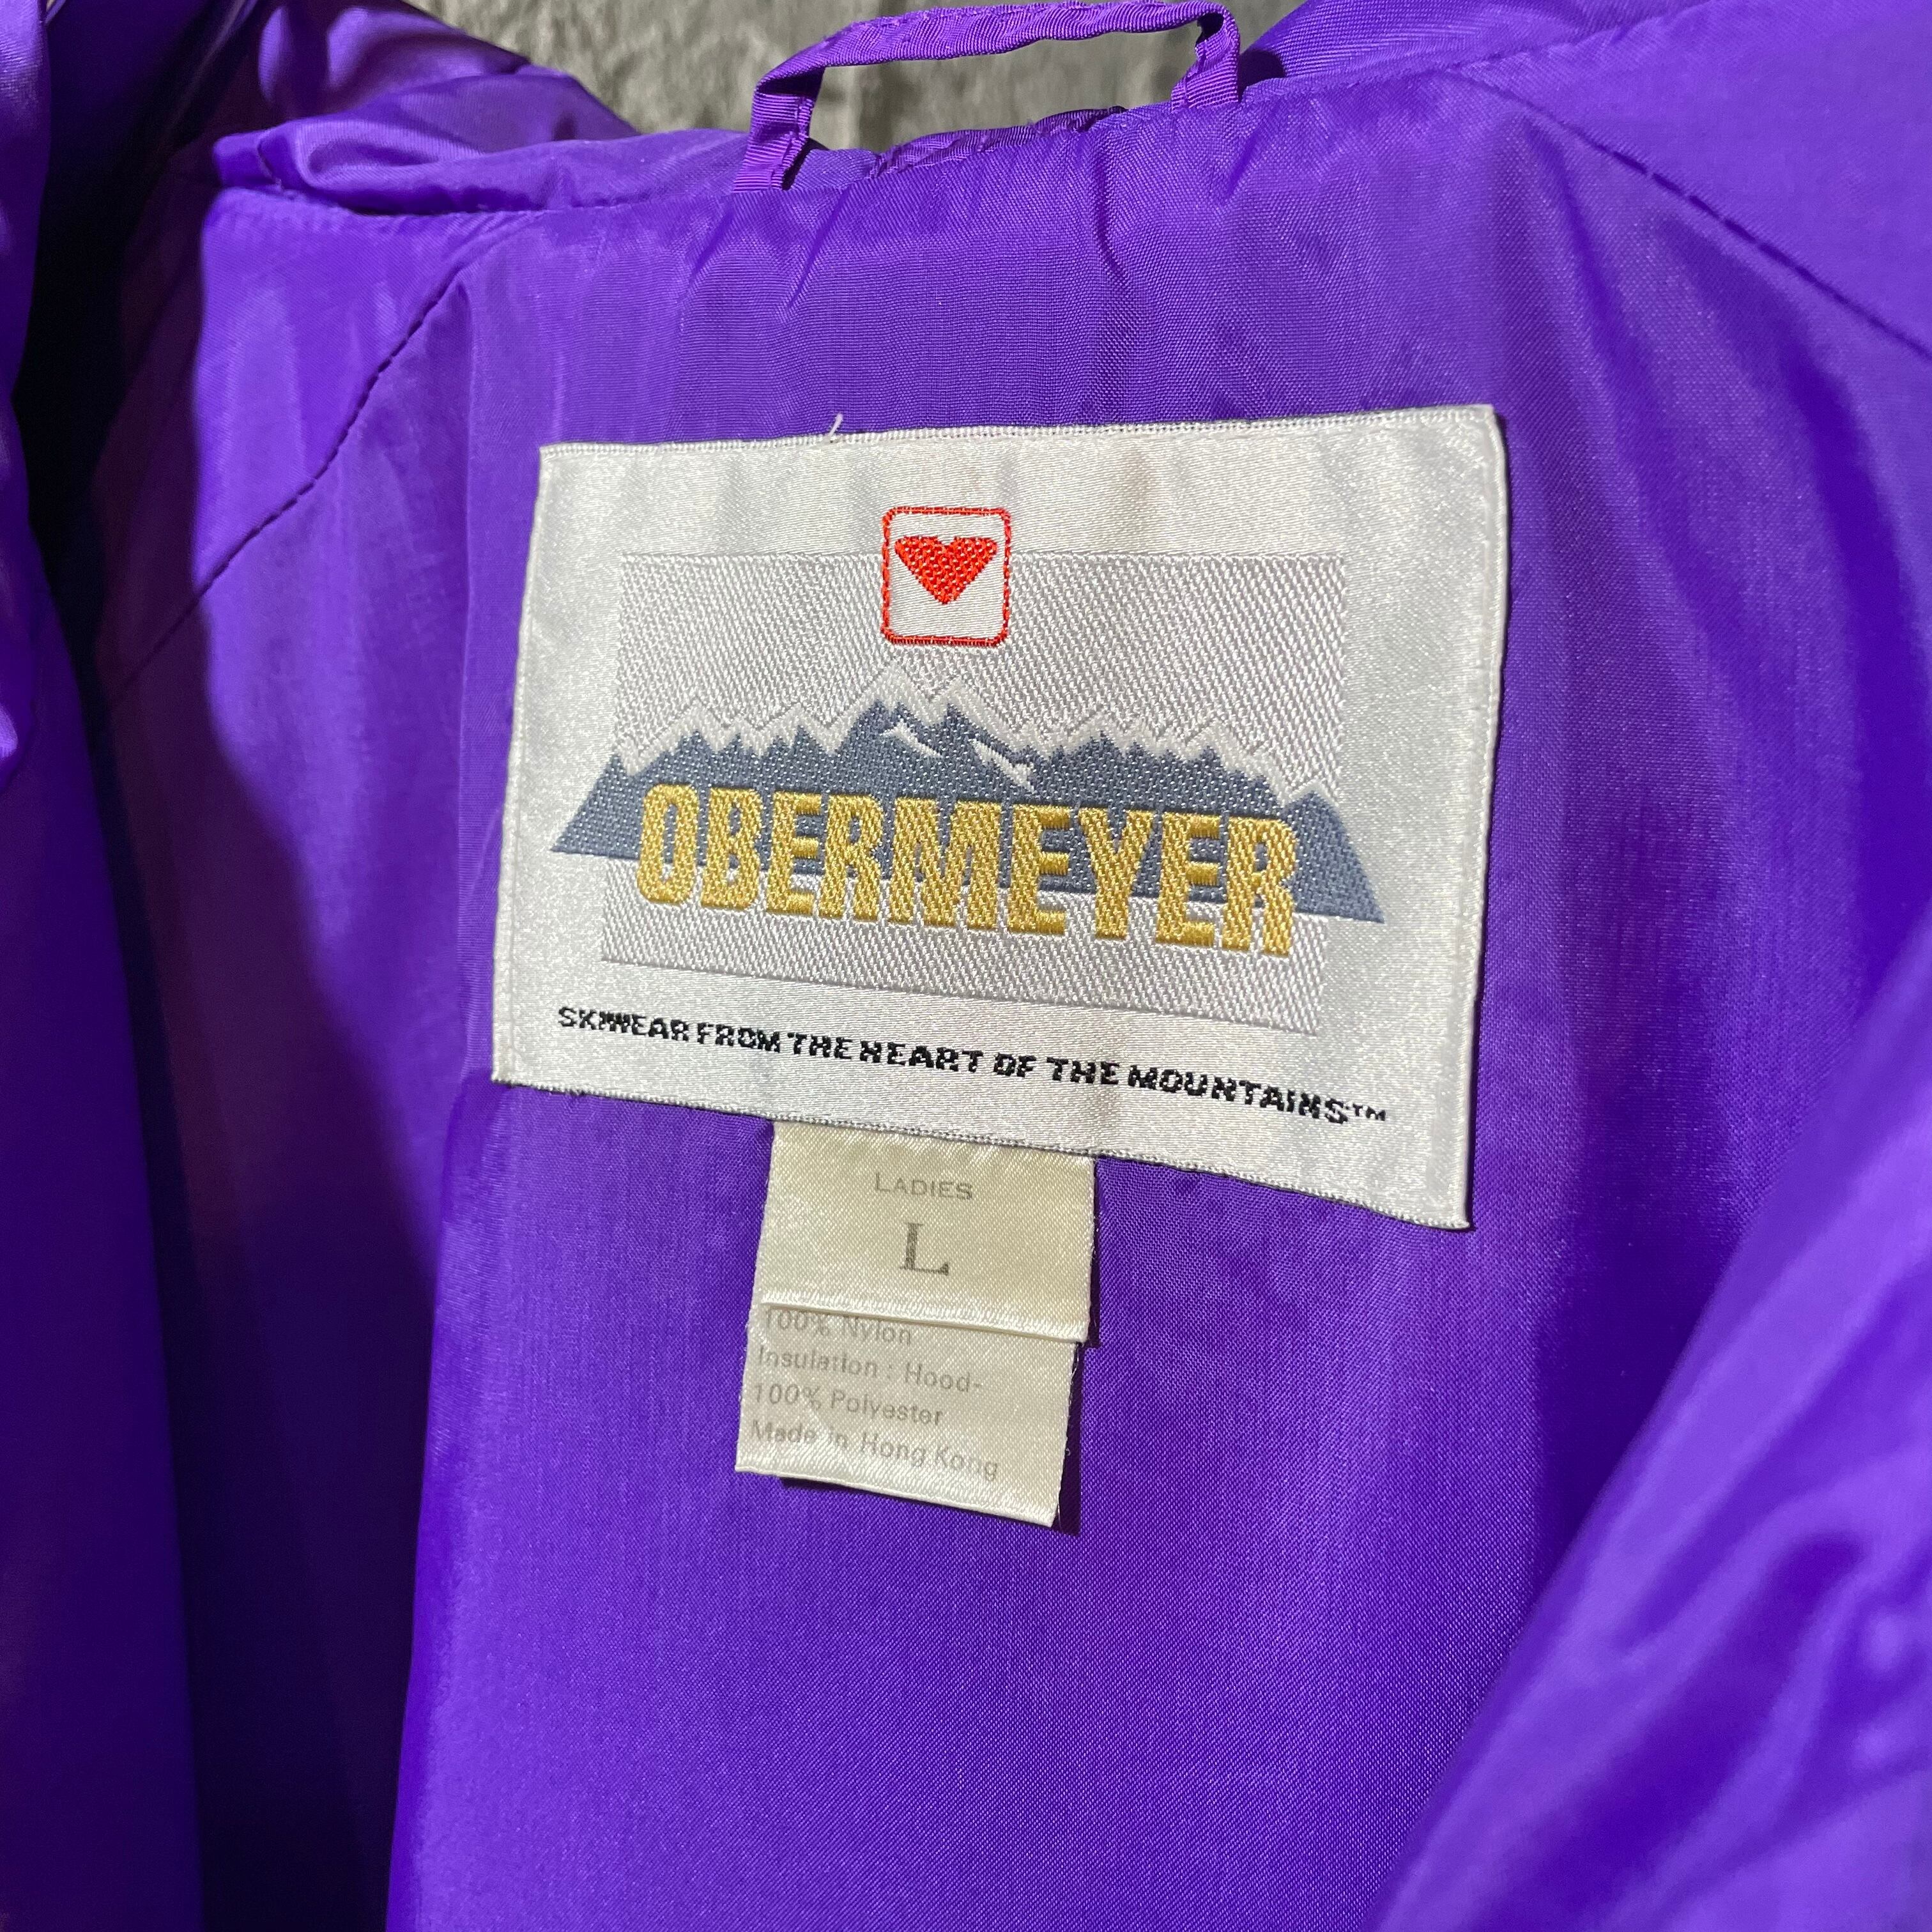 OBERMEYER
SKIWEAR FROM THE HEART OF THE MOUNTAINS™
LADIES
L
100% Nylon
Insulation : Hood-
100% Polyester
Made in Hong Kong